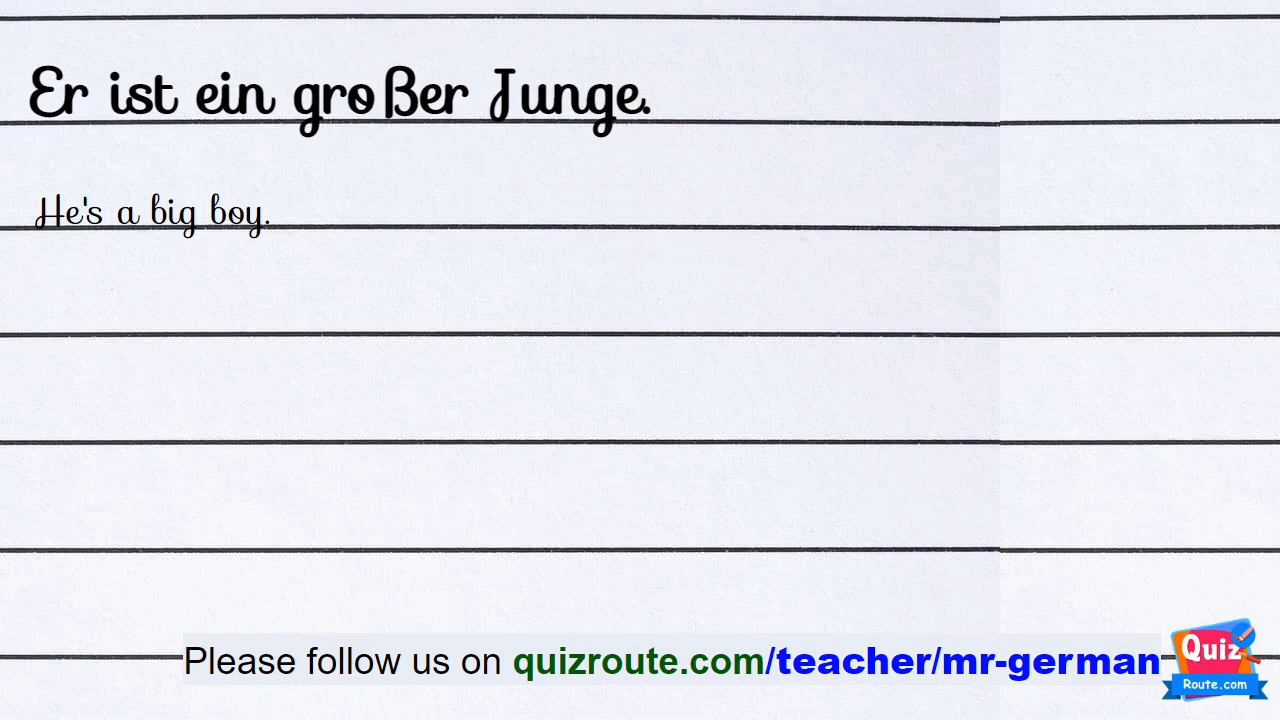 Er ist ein großer Junge.
He's a big boy.
Please follow us on quizroute.com/teacher/mr-german
Quiz
Route.com